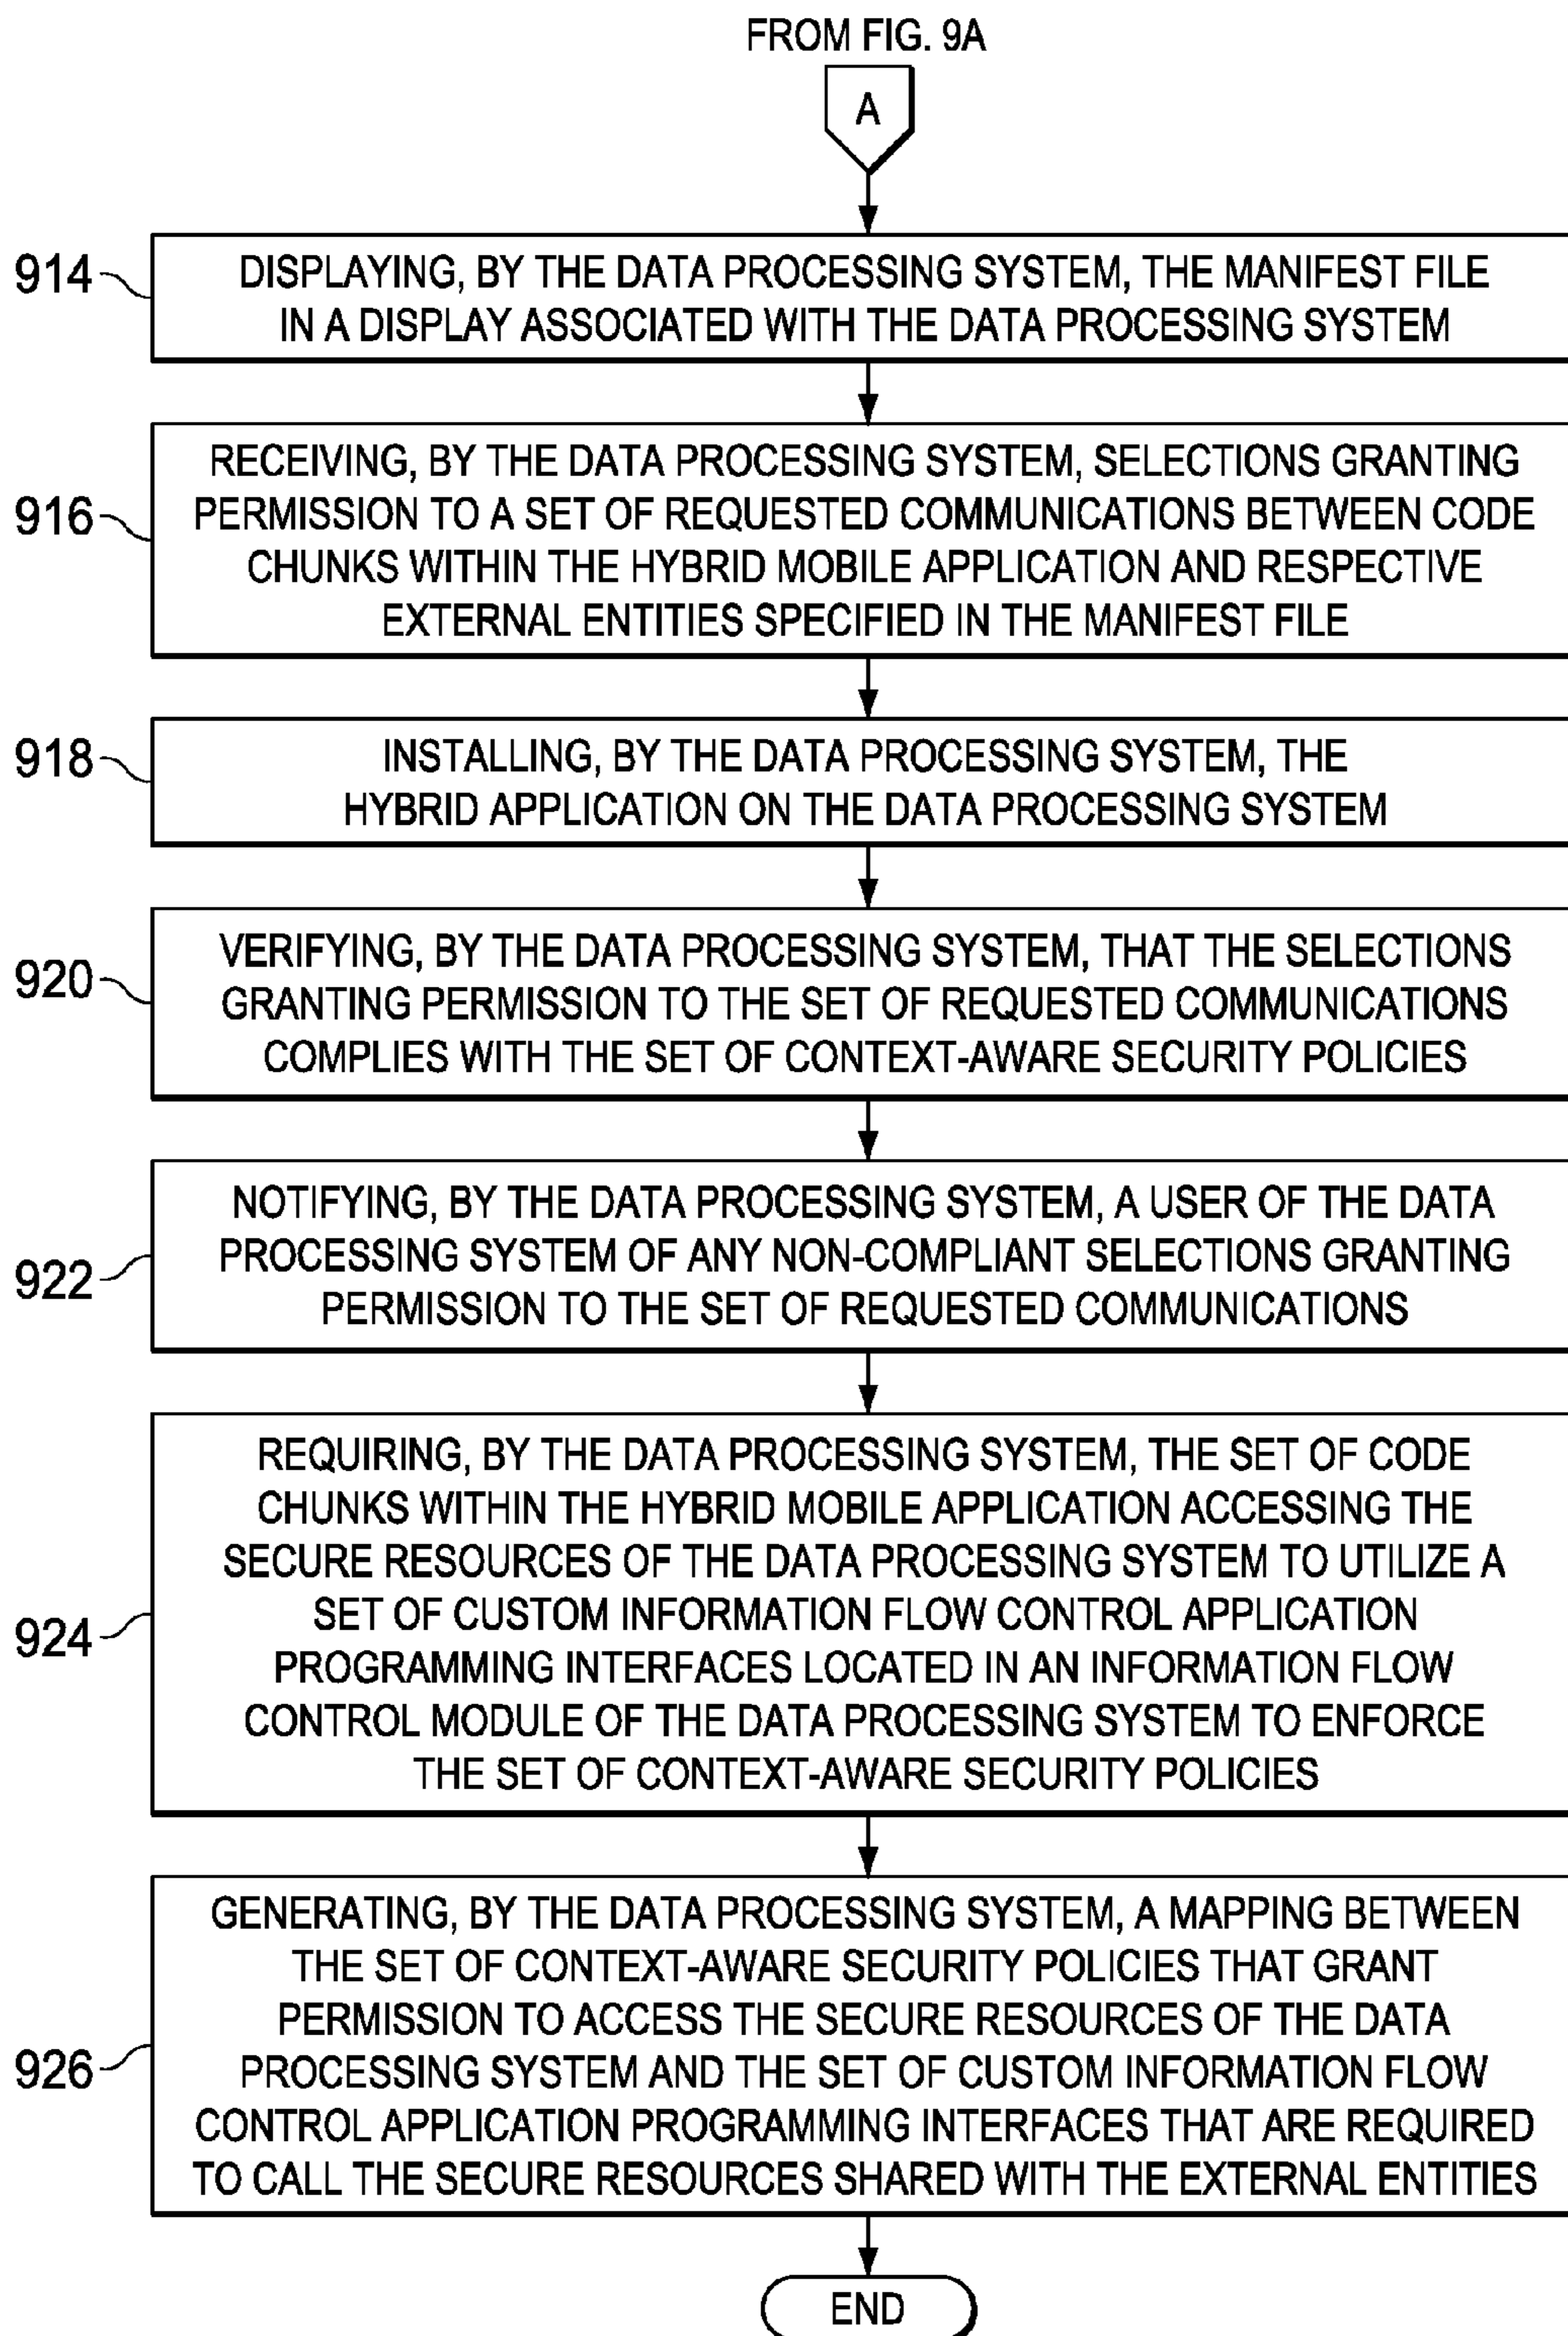 FROM FIG. 9A
A
914
DISPLAYING, BY THE DATA PROCESSING SYSTEM, THE MANIFEST FILE
IN A DISPLAY ASSOCIATED WITH THE DATA PROCESSING SYSTEM
916
RECEIVING, BY THE DATA PROCESSING SYSTEM, SELECTIONS GRANTING
PERMISSION TO A SET OF REQUESTED COMMUNICATIONS BETWEEN CODE
CHUNKS WITHIN THE HYBRID MOBILE APPLICATION AND RESPECTIVE
EXTERNAL ENTITIES SPECIFIED IN THE MANIFEST FILE
918
INSTALLING, BY THE DATA PROCESSING SYSTEM, THE
HYBRID APPLICATION ON THE DATA PROCESSING SYSTEM
920
VERIFYING, BY THE DATA PROCESSING SYSTEM, THAT THE SELECTIONS
GRANTING PERMISSION TO THE SET OF REQUESTED COMMUNICATIONS
COMPLIES WITH THE SET OF CONTEXT-AWARE SECURITY POLICIES
922
NOTIFYING, BY THE DATA PROCESSING SYSTEM, A USER OF THE DATA
PROCESSING SYSTEM OF ANY NON-COMPLIANT SELECTIONS GRANTING
PERMISSION TO THE SET OF REQUESTED COMMUNICATIONS
924
REQUIRING, BY THE DATA PROCESSING SYSTEM, THE SET OF CODE
CHUNKS WITHIN THE HYBRID MOBILE APPLICATION ACCESSING THE
SECURE RESOURCES OF THE DATA PROCESSING SYSTEM TO UTILIZE A
SET OF CUSTOM INFORMATION FLOW CONTROL APPLICATION
PROGRAMMING INTERFACES LOCATED IN AN INFORMATION FLOW
CONTROL MODULE OF THE DATA PROCESSING SYSTEM TO ENFORCE
THE SET OF CONTEXT-AWARE SECURITY POLICIES
926
GENERATING, BY THE DATA PROCESSING SYSTEM, A MAPPING BETWEEN
THE SET OF CONTEXT-AWARE SECURITY POLICIES THAT GRANT
PERMISSION TO ACCESS THE SECURE RESOURCES OF THE DATA
PROCESSING SYSTEM AND THE SET OF CUSTOM INFORMATION FLOW
CONTROL APPLICATION PROGRAMMING INTERFACES THAT ARE REQUIRED
TO CALL THE SECURE RESOURCES SHARED WITH THE EXTERNAL ENTITIES
END